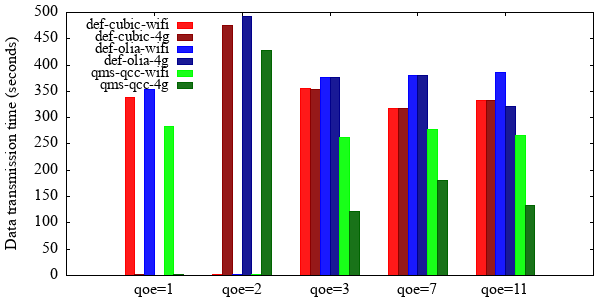 Data transmission time (seconds)
500
450
400
350
300
250
200
150
100
50
0
def-cubic-wifi
def-cubic-4g
def-olia-wifi
def-olia-4g
qms-qcc-wifi
qms-qcc-4g
qoe=1 qoe=2 qoe=3 qoe=7 qoe=11